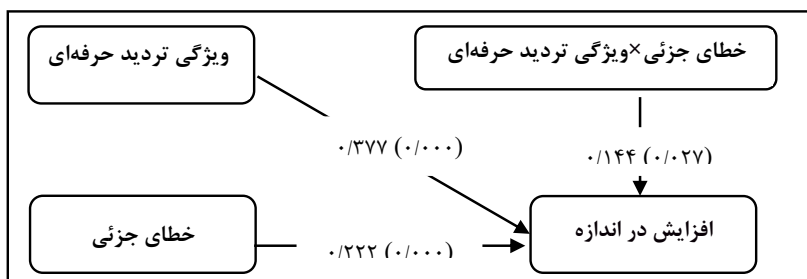 خطای جزئی×ویژگی تردید حرفه‌ای
ویژگی تردید حرفه‌ای
۰/۳۷۷ (۰/۰۰۰)
۰/۱۴۴ (۰/۰۲۷)
افزایش در اندازه
خطای جزئی
۰/۲۲۲ (۰/۰۰۰)